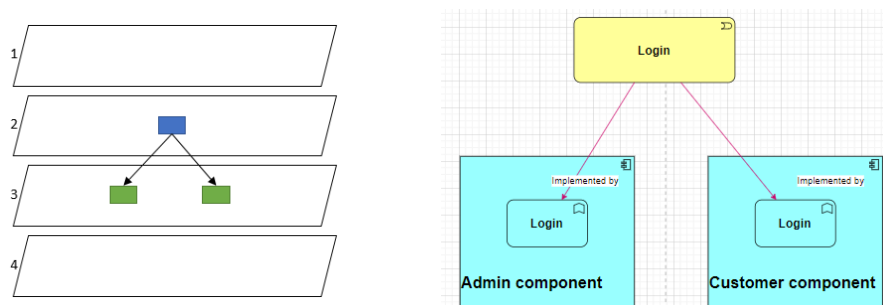 1
2
3
4
Login
Implemented by
Implemented by
Login
Login
Admin component
Customer component